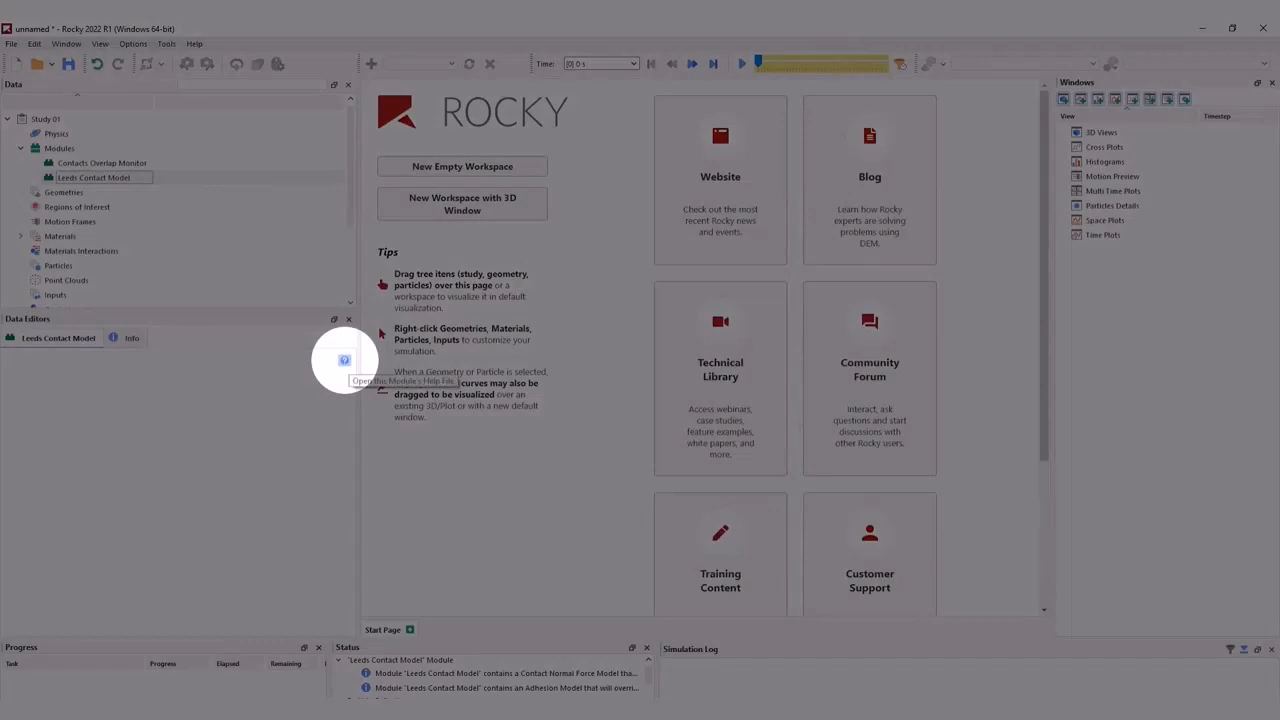 unnamed * - Rocky 2022 R1 (Windows 64-bit)
File Edit Window View Options Tools Help
Time: [0] 0 s
Data
Study 01
Physics
Modules
Contacts Overlap Monitor
Leeds Contact Model
Geometries
Regions of Interest
Motion Frames
Materials
Materials Interactions
Particles
Point Clouds
Inputs
Data Editors
Leeds Contact Model Info
Open this Module's Help File.
ROCKY
New Empty Workspace
New Workspace with 3D
Window
Tips
Drag tree itens (study, geometry,
particles) over this page or a
workspace to visualize it in default
visualization.
Right-click Geometries, Materials,
Particles, Inputs to customize your
simulation.
When a Geometry or Particle is selected,
curves may also be
dragged to be visualized over an
existing 3D/Plot or with a new default
window.
Website
Check out the most
recent Rocky news
and events.
Blog
Learn how Rocky
experts are solving
problems using
DEM.
Technical
Library
Access webinars,
case studies,
feature examples,
white papers, and
more.
Community
Forum
Interact, ask
questions and start
discussions with
other Rocky users.
Training
Content
Customer
Support
Start Page
Windows
View Timestep
3D Views
Cross Plots
Histograms
Motion Preview
Multi Time Plots
Particles Details
Space Plots
Time Plots
Progress
Task Progress Elapsed Remaining
Status
"Leeds Contact Model" Module
Module "Leeds Contact Model" contains a Contact Normal Force Model tha...
Module "Leeds Contact Model" contains an Adhesion Model that will overri...
Simulation Log